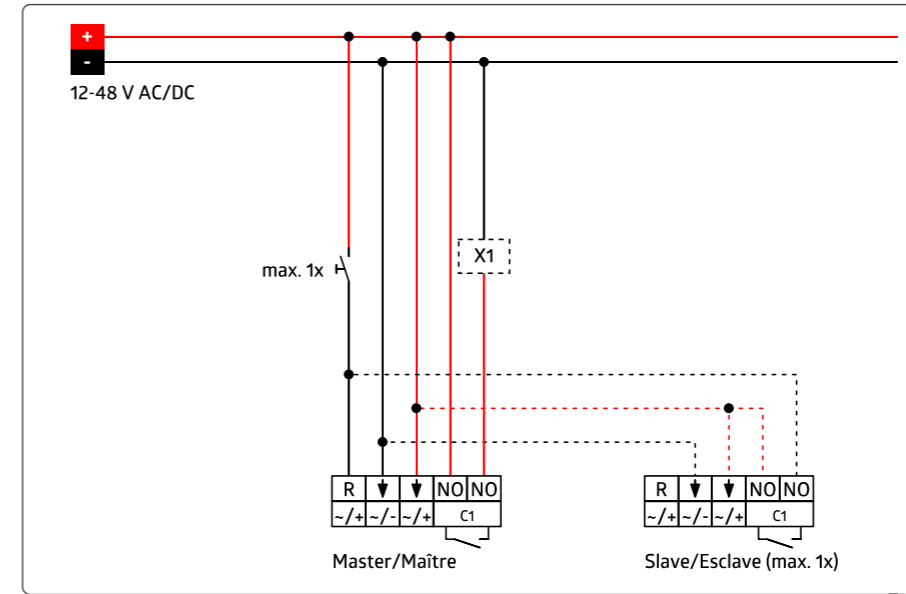 +
-
12-48 V AC/DC
max. 1x
X1
R NO NO
~/+ ~/- ~/+ C1
Master/Maître
R NO NO
~/+ ~/- ~/+ C1
Slave/Esclave (max. 1x)